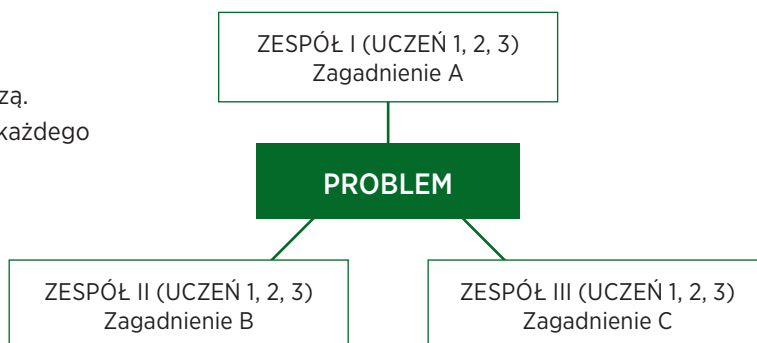 ZESPÓŁ I (UCZEŃ 1, 2, 3)
Zagadnienie A
zą.
każdego
PROBLEM
ZESPÓŁ II (UCZEŃ 1, 2, 3)
Zagadnienie B
ZESPÓŁ III (UCZEŃ 1, 2, 3)
Zagadnienie C